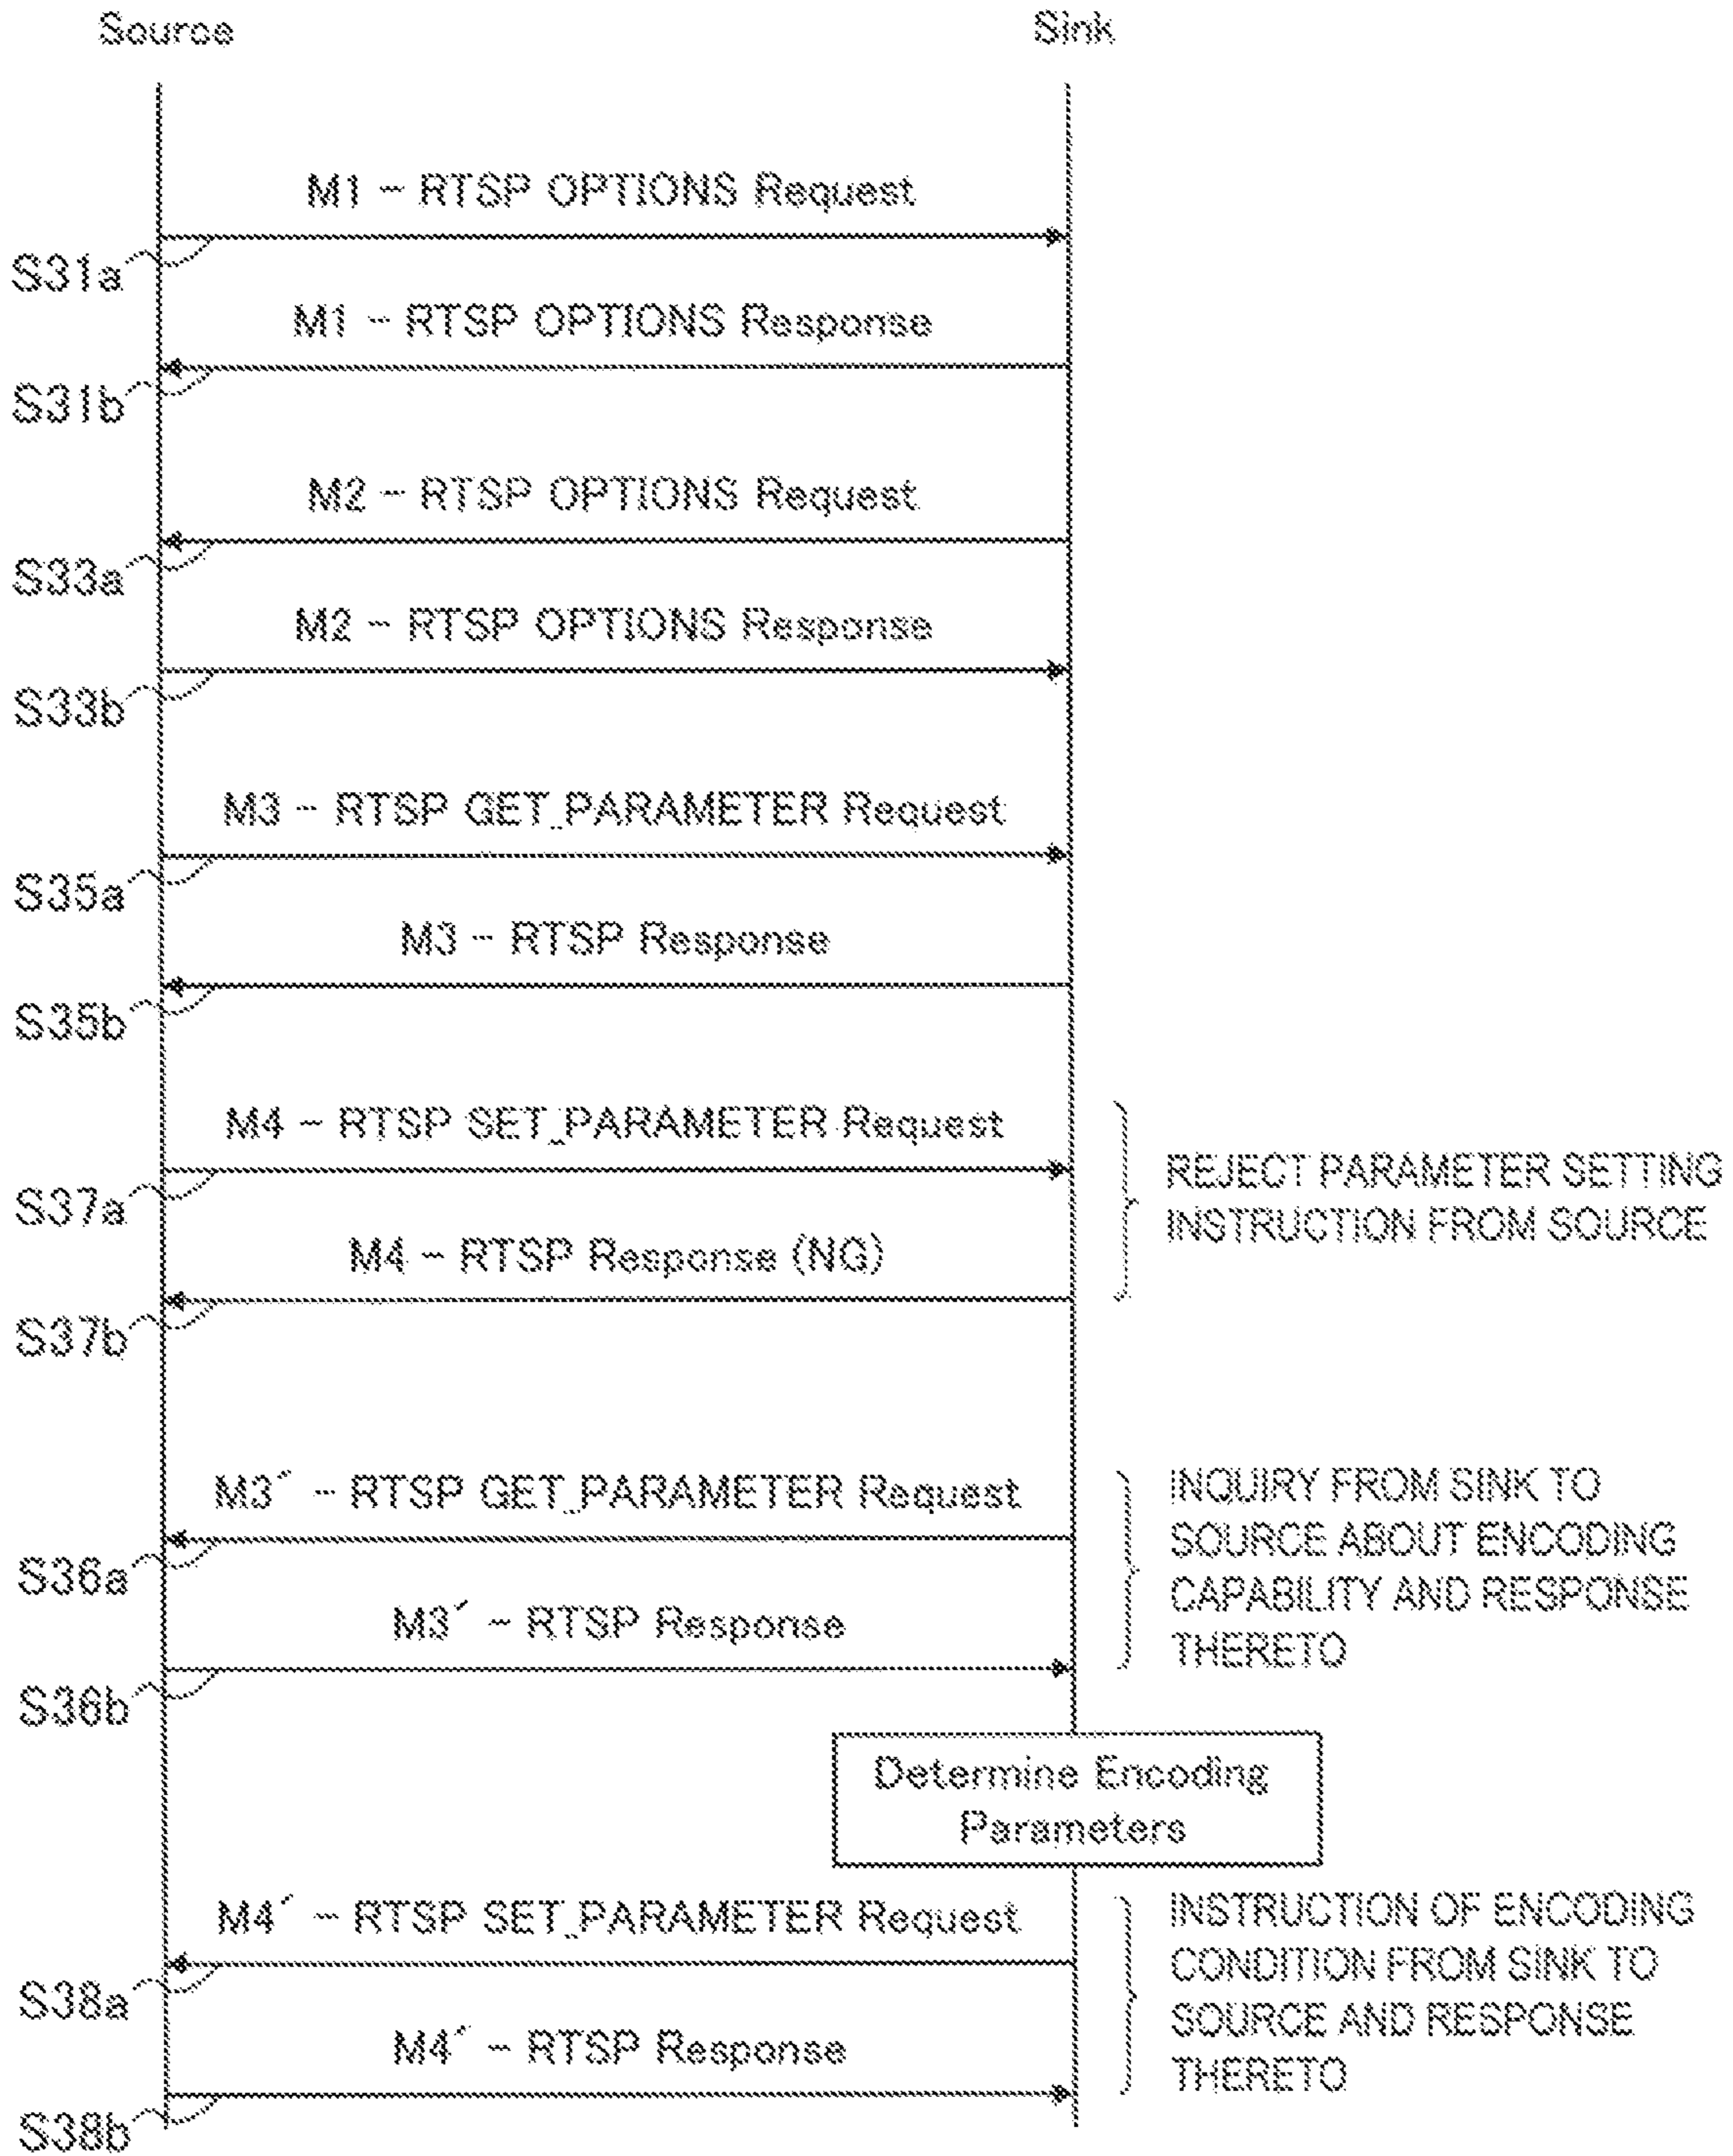 Source
Sink
M1 - RTSP OPTIONS Request
S31a
M1 - RTSP OPTIONS Response
S31b
M2 - RTSP OPTIONS Request
S33a
M2 - RTSP OPTIONS Response
S33b
M3 - RTSP GET_PARAMETER Request
S35a
M3 - RTSP Response
S35b
M4 - RTSP SET_PARAMETER Request
S37a
M4 - RTSP Response (NG)
S37b
REJECT PARAMETER SETTING
INSTRUCTION FROM SOURCE
M3´ - RTSP GET_PARAMETER Request
S36a
M3´ - RTSP Response
S36b
INQUIRY FROM SINK TO
SOURCE ABOUT ENCODING
CAPABILITY AND RESPONSE
THERETO
Determine Encoding
Parameters
M4´ - RTSP SET_PARAMETER Request
S38a
M4´ - RTSP Response
S38b
INSTRUCTION OF ENCODING
CONDITION FROM SINK TO
SOURCE AND RESPONSE
THERETO